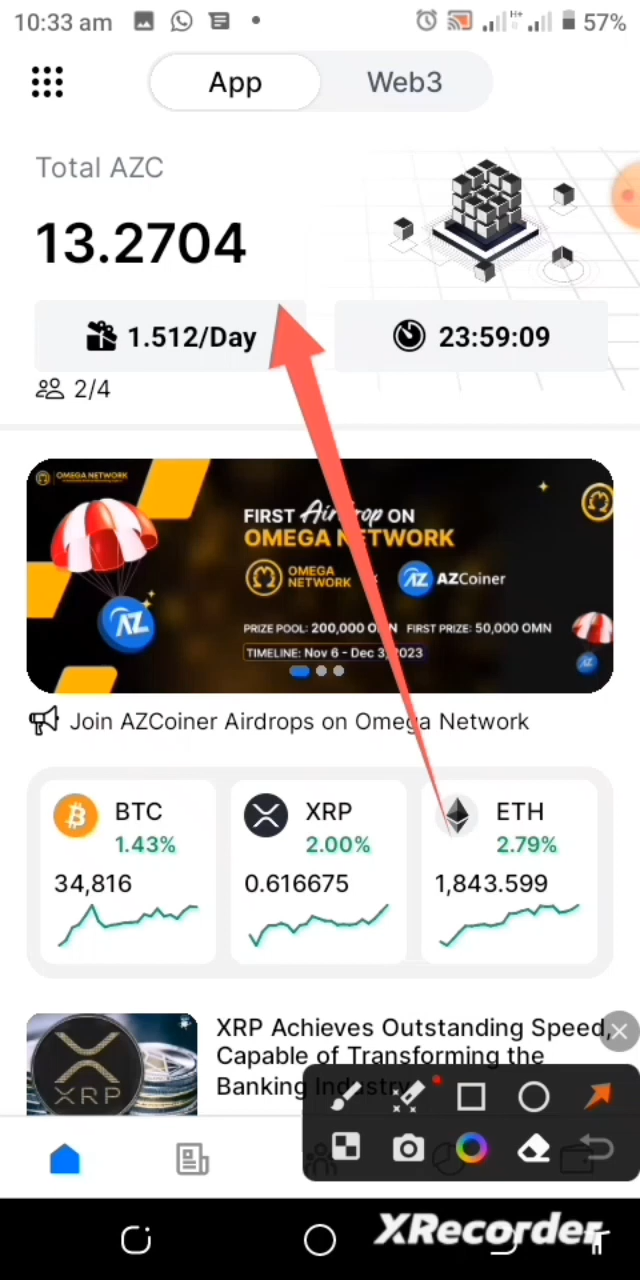 10:33 am H+ 57%
App Web3
Total AZC
13.2704
1.512/Day 23:59:09
2/4
OMEGA NETWORK
FIRST Airdrop ON
OMEGA NETWORK
OMEGA
NETWORK
AZ AZCoiner
AZ
PRIZE POOL: 200,000 OMN FIRST PRIZE: 50,000 OMN
TIMELINE: Nov 6 - Dec 3, 2023
Join AZCoiner Airdrops on Omega Network
BTC XRP ETH
1.43% 2.00% 2.79%
34,816 0.616675 1,843.599
XRP Achieves Outstanding Speed,
Capable of Transforming the
Banking Industry
XRP
XRecorder